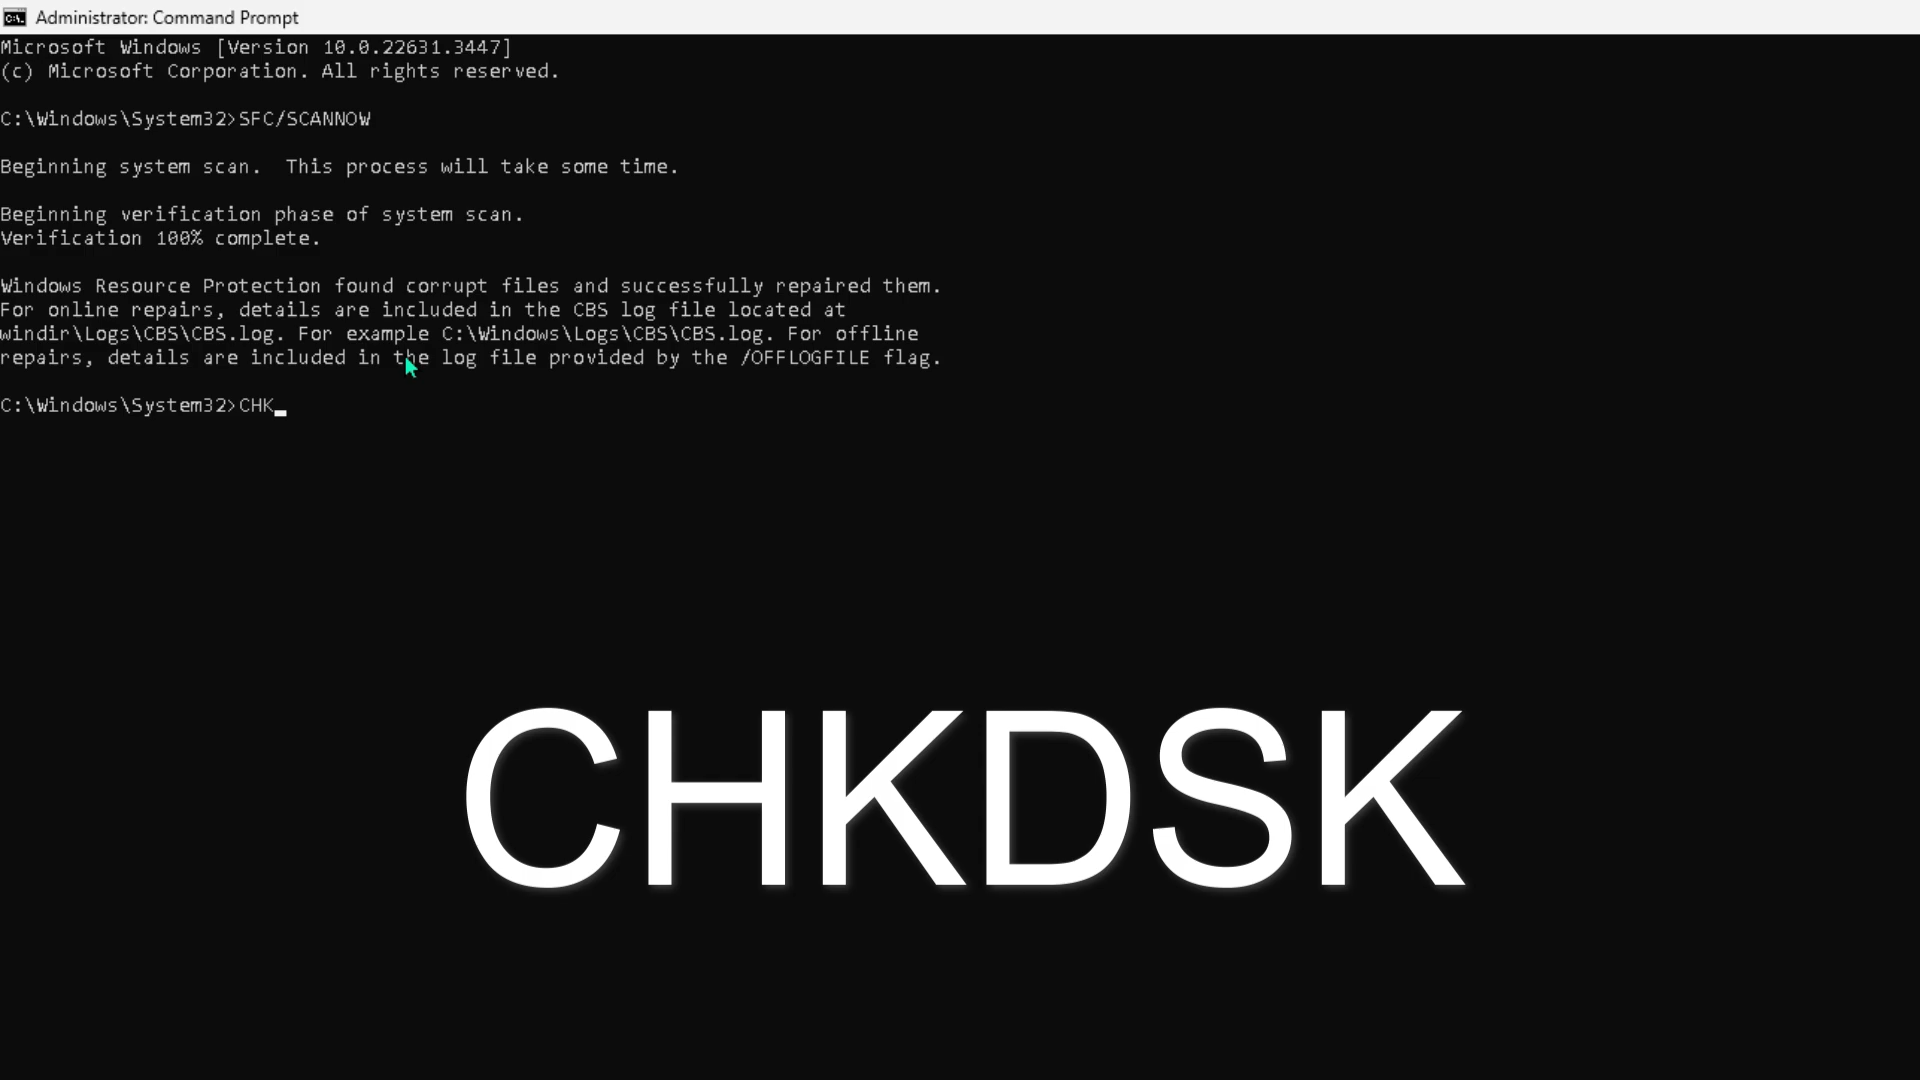 Administrator: Command Prompt
Microsoft Windows [Version 10.0.22631.3447]
(c) Microsoft Corporation. All rights reserved.
C:\Windows\System32>SFC/SCANNOW
Beginning system scan.  This process will take some time.
Beginning verification phase of system scan.
Verification 100% complete.
Windows Resource Protection found corrupt files and successfully repaired them.
For online repairs, details are included in the CBS log file located at
windir\Logs\CBS\CBS.log. For example C:\Windows\Logs\CBS\CBS.log. For offline
repairs, details are included in the log file provided by the /OFFLOGFILE flag.
C:\Windows\System32>CHK
CHKDSK